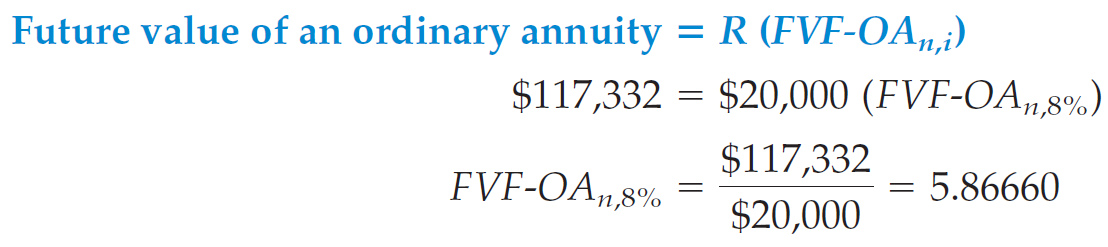 Future value of an ordinary annuity = R (FVF-OAn,i)
$117,332 = $20,000 (FVF-OAn,8%)
FVF-OAn,8% = $117,332 / $20,000 = 5.86660